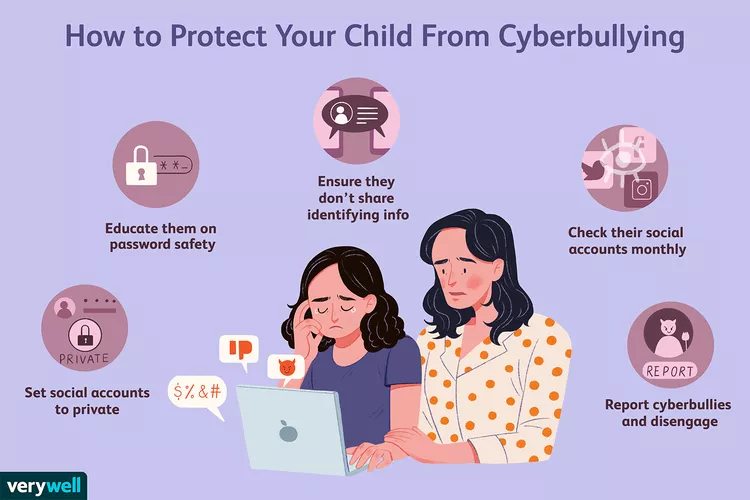 How to Protect Your Child From Cyberbullying
Ensure they
don't share
identifying info
* * _
Educate them on
password safety
Check their social
accounts monthly
PRIVATE
Set social accounts
to private
$%&#
REPORT
Report cyberbullies
and disengage
verywell